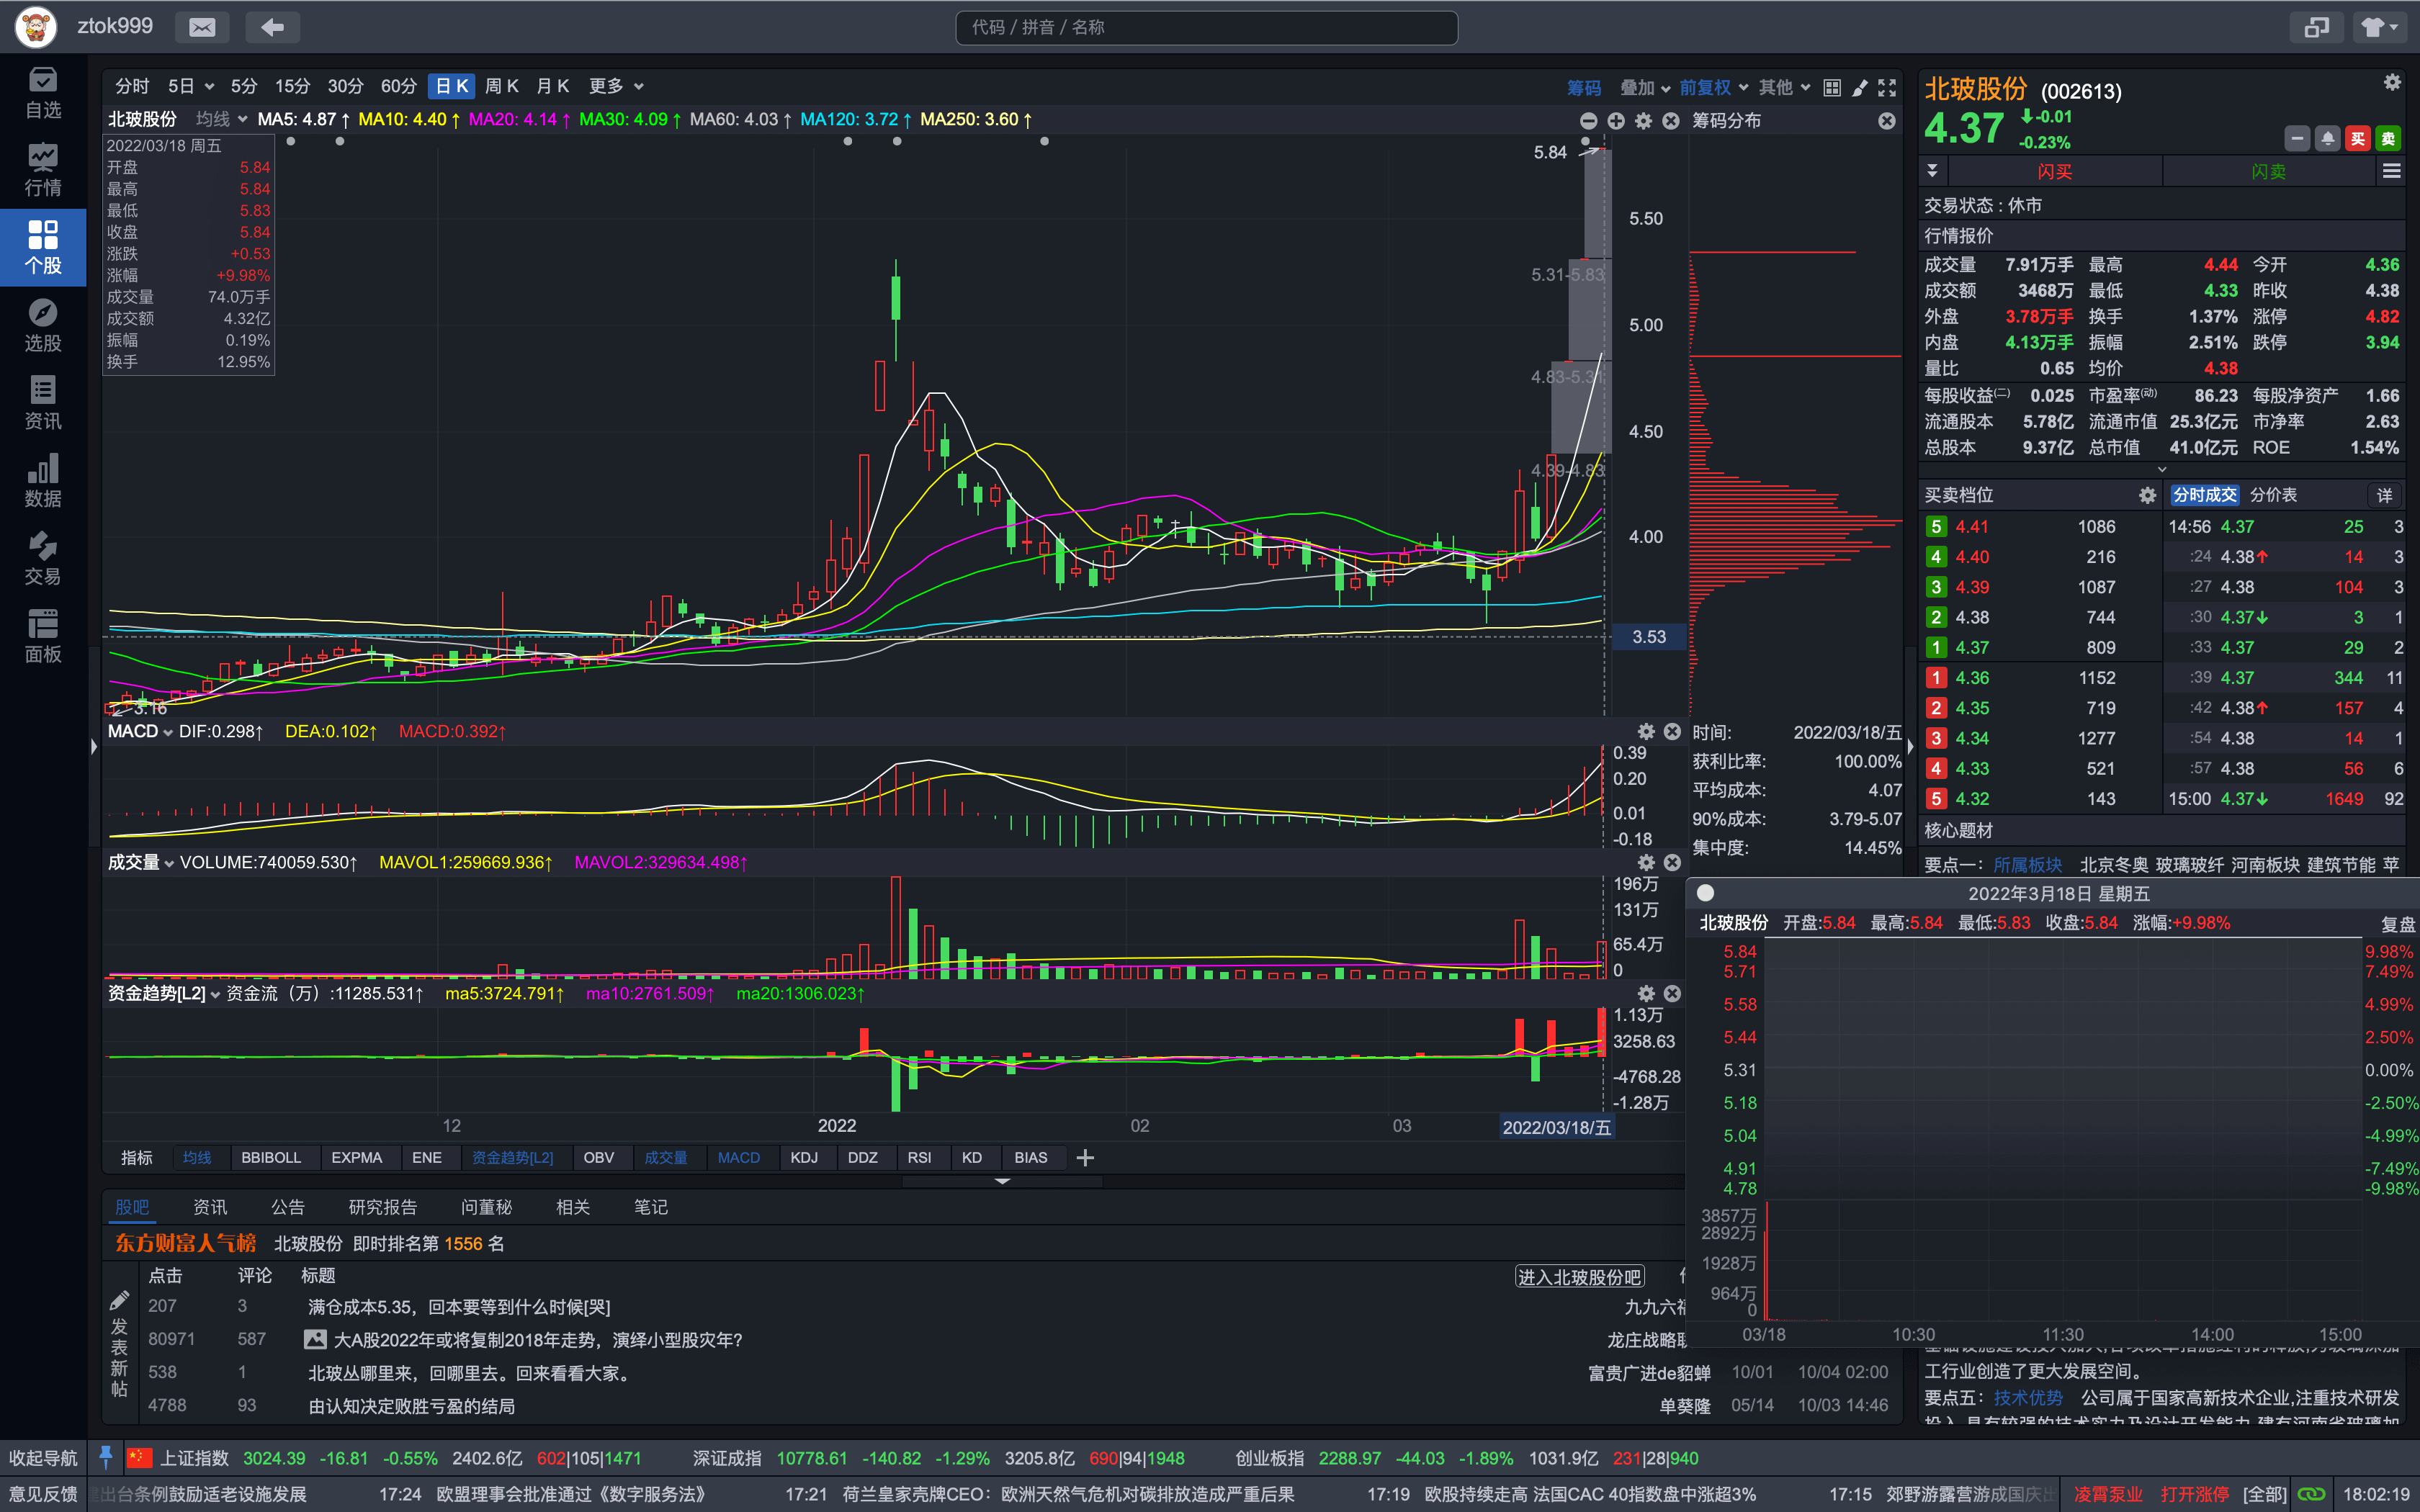 ztok999
代码 / 拼音 / 名称
自选
行情
个股
选股
资讯
数据
交易
面板
分时 5日 5分 15分 30分 60分 日K 周K 月K 更多
筹码 叠加 前复权 其他
北玻股份 均线 MA5: 4.87↑ MA10: 4.40↑ MA20: 4.14↑ MA30: 4.09↑ MA60: 4.03↑ MA120: 3.72↑ MA250: 3.60↑
筹码分布
2022/03/18 周五
开盘 5.84
最高 5.84
最低 5.83
收盘 5.84
涨跌 +0.53
涨幅 +9.98%
成交量 74.0万手
成交额 4.32亿
振幅 0.19%
换手 12.95%
5.84
5.50
5.31-5.83
5.00
4.83-5.31
4.50
4.39-4.83
4.00
3.53
3.16
MACD DIF:0.298↑ DEA:0.102↑ MACD:0.392↑
0.39
0.20
0.01
-0.18
成交量 VOLUME:740059.530↑ MAVOL1:259669.936↑ MAVOL2:329634.498↑
196万
131万
65.4万
0
资金趋势[L2] 资金流（万）:11285.531↑ ma5:3724.791↑ ma10:2761.509↑ ma20:1306.023↑
1.13万
3258.63
-4768.28
-1.28万
12 2022 02 03 2022/03/18/五
时间: 2022/03/18/五
获利比率: 100.00%
平均成本: 4.07
90%成本: 3.79-5.07
集中度: 14.45%
指标 均线 BBIBOLL EXPMA ENE 资金趋势[L2] OBV 成交量 MACD KDJ DDZ RSI KD BIAS
股吧 资讯 公告 研究报告 问董秘 相关 笔记
东方财富人气榜 北玻股份 即时排名第 1556 名
点击 评论 标题
进入北玻股份吧
发表新帖
207 3 满仓成本5.35，回本要等到什么时候[哭] 九九六
80971 587 大A股2022年或将复制2018年走势，演绎小型股灾年? 龙庄战略
538 1 北玻丛哪里来，回哪里去。回来看看大家。 富贵广进de貂蝉 10/01 10/04 02:00
4788 93 由认知决定败胜亏盈的结局 单葵隆 05/14 10/03 14:46
北玻股份 (002613)
4.37 -0.01
-0.23%
买 卖
闪买 闪卖
交易状态 : 休市
行情报价
成交量 7.91万手 最高 4.44 今开 4.36
成交额 3468万 最低 4.33 昨收 4.38
外盘 3.78万手 换手 1.37% 涨停 4.82
内盘 4.13万手 振幅 2.51% 跌停 3.94
量比 0.65 均价 4.38
每股收益(二) 0.025 市盈率(动) 86.23 每股净资产 1.66
流通股本 5.78亿 流通市值 25.3亿元 市净率 2.63
总股本 9.37亿 总市值 41.0亿元 ROE 1.54%
买卖档位
分时成交 分价表 详
5 4.41 1086
4 4.40 216
3 4.39 1087
2 4.38 744
1 4.37 809
1 4.36 1152
2 4.35 719
3 4.34 1277
4 4.33 521
5 4.32 143
14:56 4.37 25 3
:24 4.38↑ 14 3
:27 4.38 104 3
:30 4.37↓ 3 1
:33 4.37 29 2
:39 4.37 344 11
:42 4.38↑ 157 4
:54 4.38 14 1
:57 4.38 56 6
15:00 4.37↓ 1649 92
核心题材
要点一: 所属板块 北京冬奥 玻璃玻纤 河南板块 建筑节能 苹
2022年3月18日 星期五
北玻股份 开盘:5.84 最高:5.84 最低:5.83 收盘:5.84 涨幅:+9.98%
复盘
5.84 9.98%
5.71 7.49%
5.58 4.99%
5.44 2.50%
5.31 0.00%
5.18 -2.50%
5.04 -4.99%
4.91 -7.49%
4.78 -9.98%
3857万
2892万
1928万
964万
0
03/18 10:30 11:30 14:00 15:00
工行业创造了更大发展空间。
要点五: 技术优势 公司属于国家高新技术企业,注重技术研发
收起导航 上证指数 3024.39 -16.81 -0.55% 2402.6亿 602|105|1471 深证成指 10778.61 -140.82 -1.29% 3205.8亿 690|94|1948 创业板指 2288.97 -44.03 -1.89% 1031.9亿 231|28|940
意见反馈 出台条例鼓励适老设施发展 17:24 欧盟理事会批准通过《数字服务法》 17:21 荷兰皇家壳牌CEO：欧洲天然气危机对碳排放造成严重后果 17:19 欧股持续走高 法国CAC 40指数盘中涨超3% 17:15 郊野游露营游成国庆 凌霄泵业 打开涨停 [全部] 18:02:19